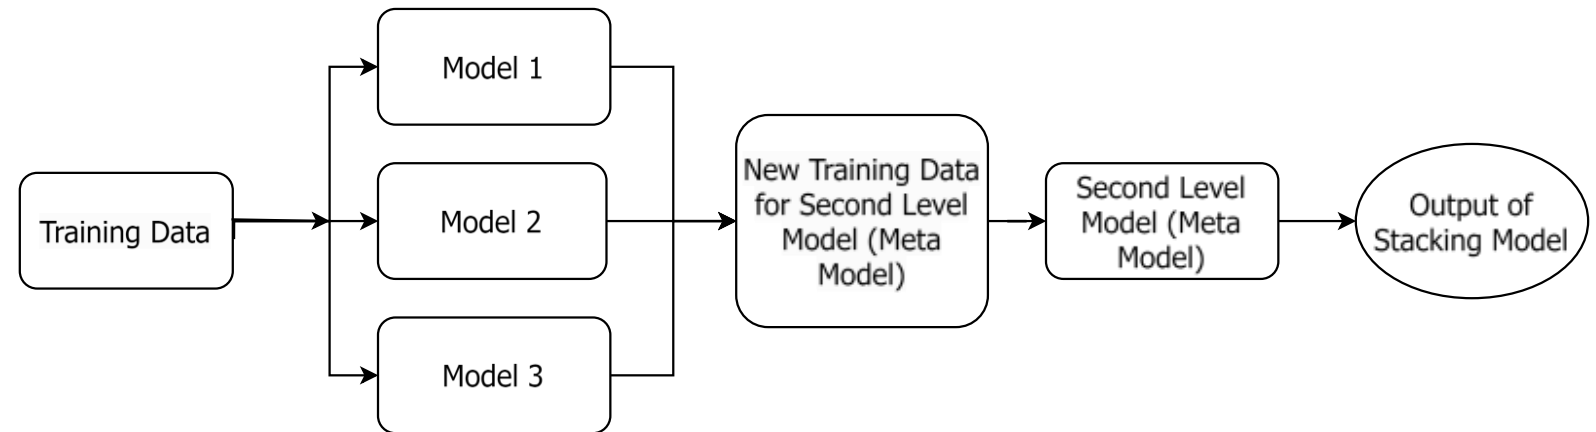 Training Data
Model 1
Model 2
Model 3
New Training Data
for Second Level
Model (Meta
Model)
Second Level
Model (Meta
Model)
Output of
Stacking Model